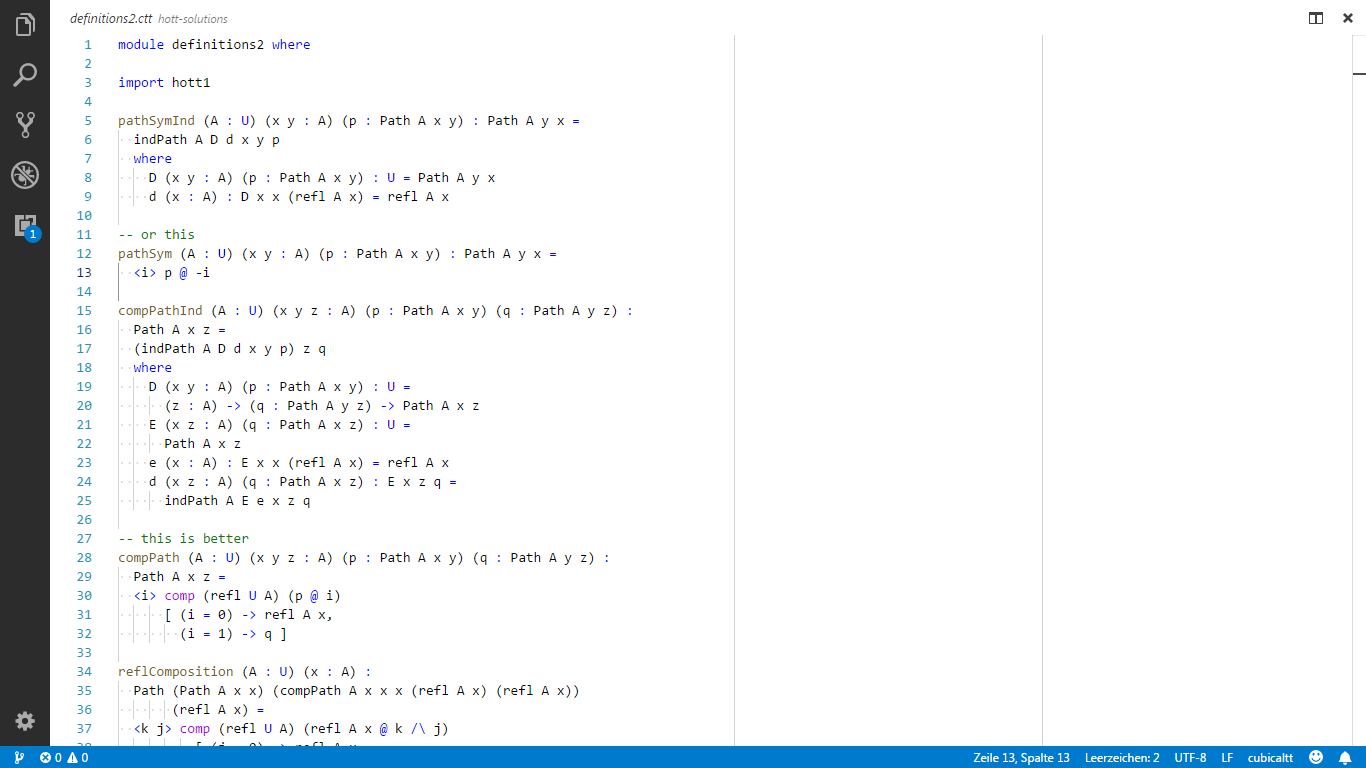 definitions2.ctt hott-solutions
1 module definitions2 where
2
3 import hott1
4
5 pathSymInd (A : U) (x y : A) (p : Path A x y) : Path A y x =
6 indPath A D d x y p
7 where
8 D (x y : A) (p : Path A x y) : U = Path A y x
9 d (x : A) : D x x (refl A x) = refl A x
10
11 -- or this
12 pathSym (A : U) (x y : A) (p : Path A x y) : Path A y x =
13 <i> p @ -i
14
15 compPathInd (A : U) (x y z : A) (p : Path A x y) (q : Path A y z) :
16 Path A x z =
17 (indPath A D d x y p) z q
18 where
19 D (x y : A) (p : Path A x y) : U =
20 (z : A) -> (q : Path A y z) -> Path A x z
21 E (x z : A) (q : Path A x z) : U =
22 Path A x z
23 e (x : A) : E x x (refl A x) = refl A x
24 d (x z : A) (q : Path A x z) : E x z q =
25 indPath A E e x z q
26
27 -- this is better
28 compPath (A : U) (x y z : A) (p : Path A x y) (q : Path A y z) :
29 Path A x z =
30 <i> comp (refl U A) (p @ i)
31 [ (i = 0) -> refl A x,
32 (i = 1) -> q ]
33
34 reflComposition (A : U) (x : A) :
35 Path (Path A x x) (compPath A x x x (refl A x) (refl A x))
36 (refl A x) =
37 <k j> comp (refl U A) (refl A x @ k /\ j)
1
0 0 Zeile 13, Spalte 13 Leerzeichen: 2 UTF-8 LF cubicaltt